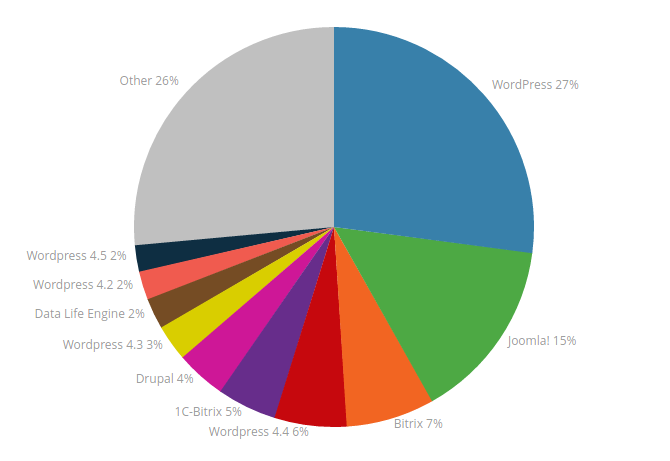 Other 26%
WordPress 27%
Wordpress 4.5 2%
Wordpress 4.2 2%
Data Life Engine 2%
Joomla! 15%
Wordpress 4.3 3%
Drupal 4%
1C-Bitrix 5%
Bitrix 7%
Wordpress 4.4 6%